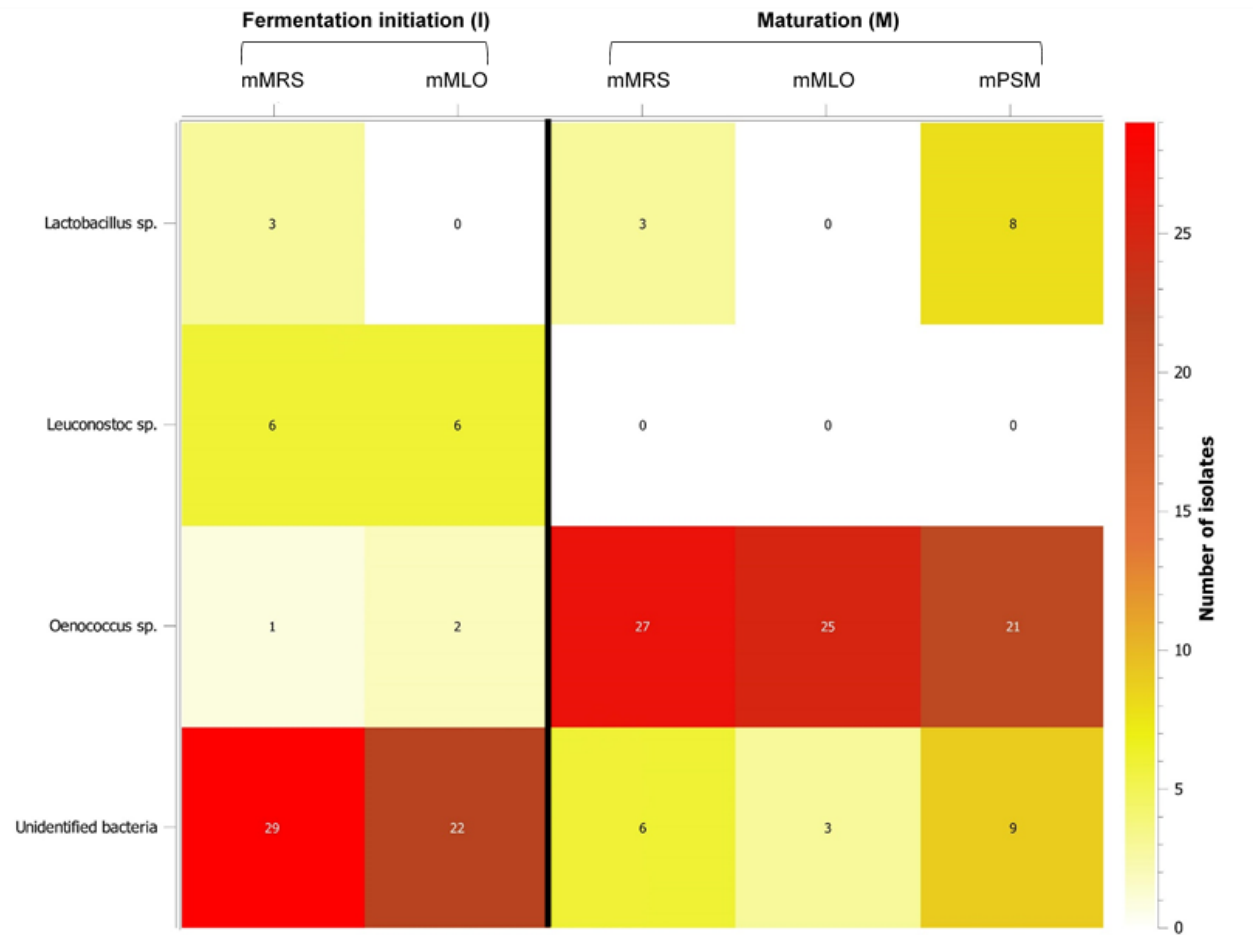 Fermentation initiation (I) Maturation (M)
mMRS mMLO mMRS mMLO mPSM
Lactobacillus sp. 3 0 3 0 8
Leuconostoc sp. 6 6 0 0 0
Oenococcus sp. 1 2 27 25 21
Unidentified bacteria 29 22 6 3 9
25
20
15
10
5
0
Number of isolates